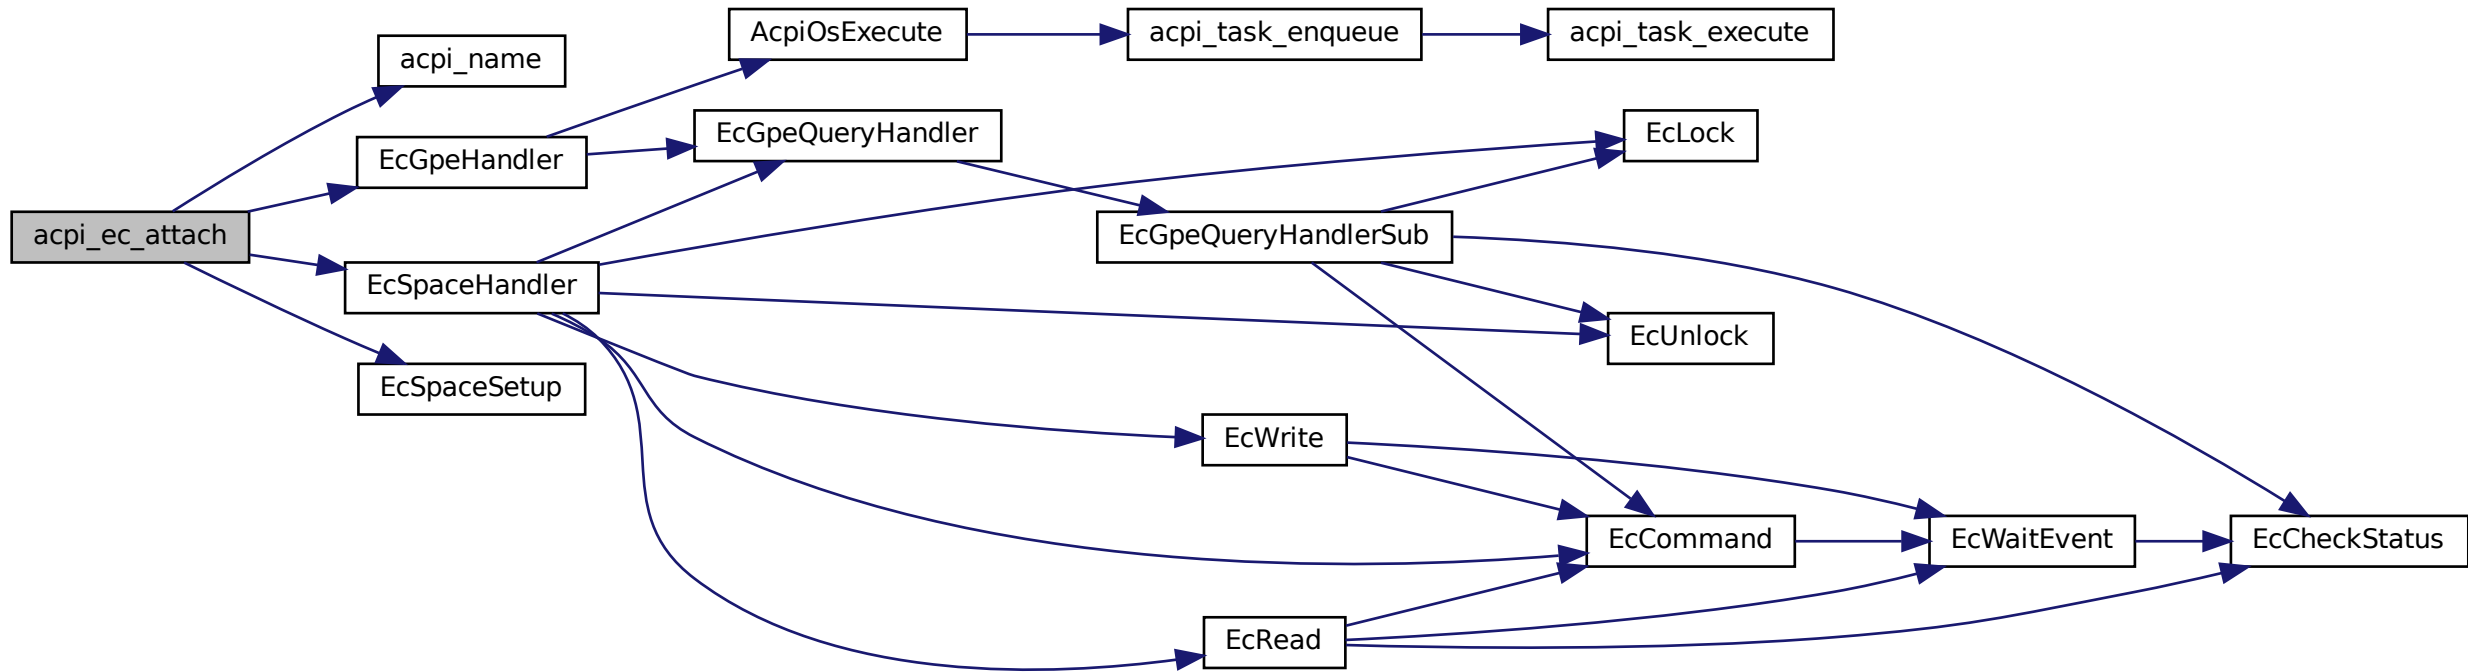 acpi_ec_attach
acpi_name
EcGpeHandler
EcSpaceHandler
EcSpaceSetup
AcpiOsExecute
EcGpeQueryHandler
acpi_task_enqueue
EcGpeQueryHandlerSub
EcWrite
EcRead
acpi_task_execute
EcLock
EcUnlock
EcCommand
EcWaitEvent
EcCheckStatus